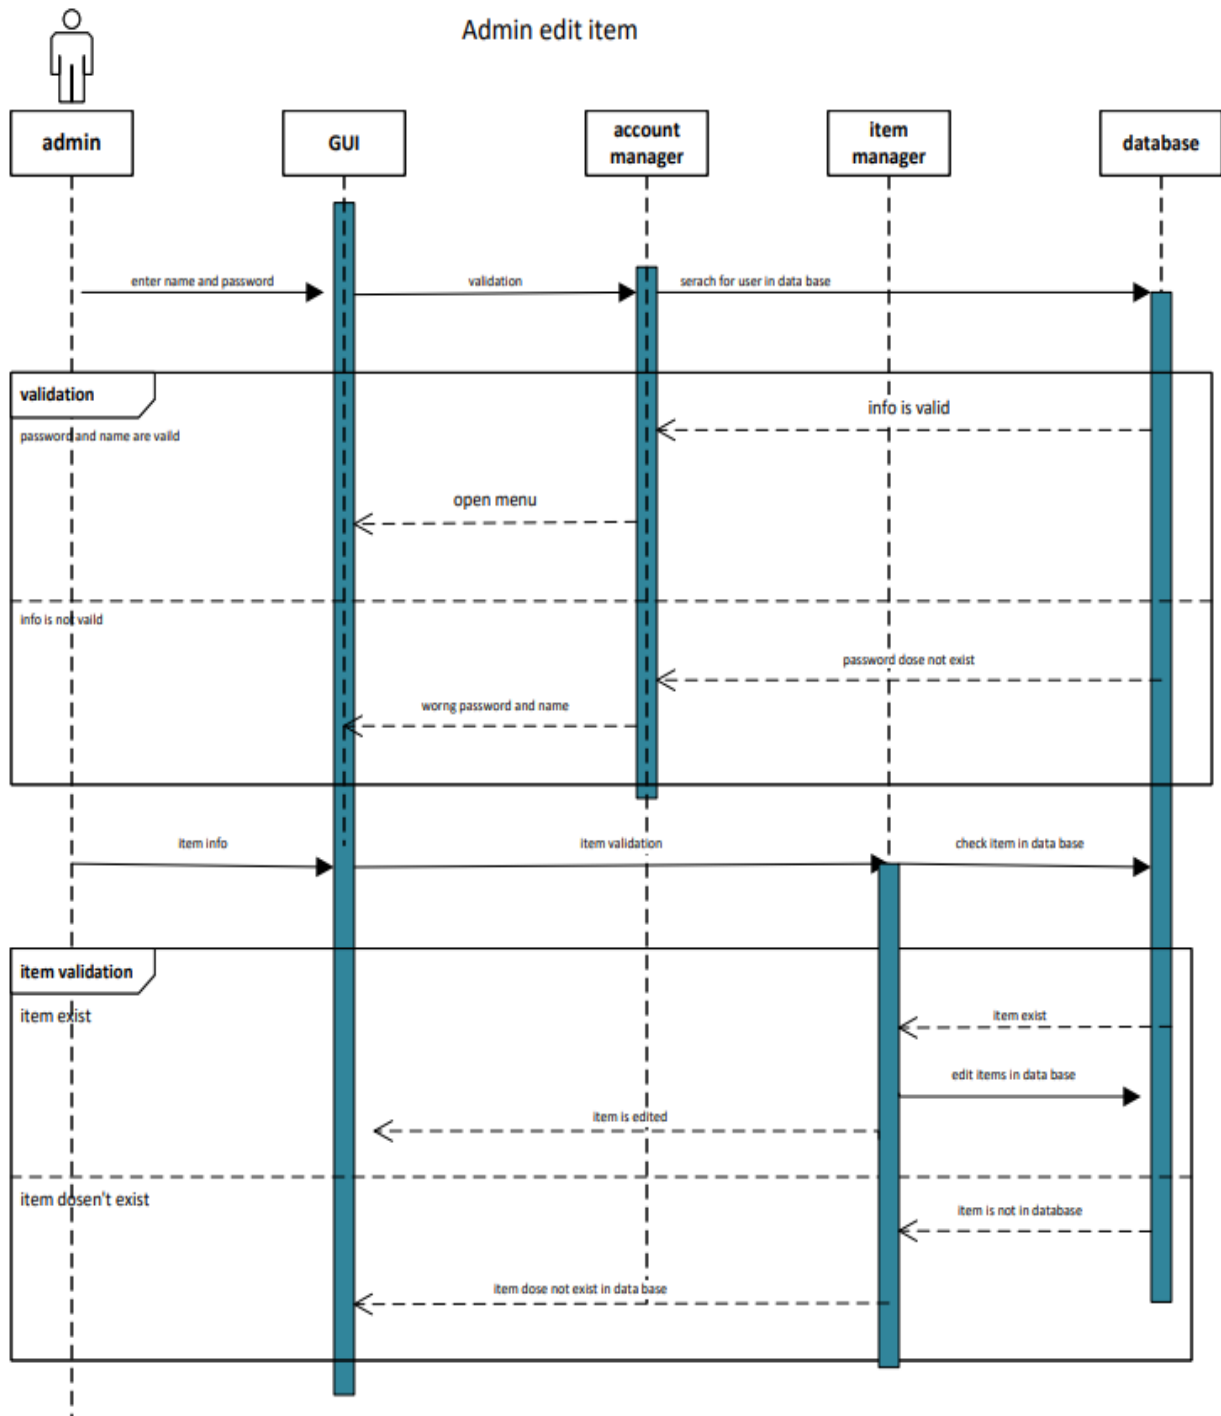 Admin edit item
admin
GUI
account
manager
item
manager
database
enter name and password
validation
serach for user in data base
validation
info is valid
password and name are vaild
open menu
info is not vaild
password dose not exist
worng password and name
item info
item validation
check item in data base
item validation
item exist
item exist
edit items in data base
item is edited
item dosen't exist
item is not in database
item dose not exist in data base